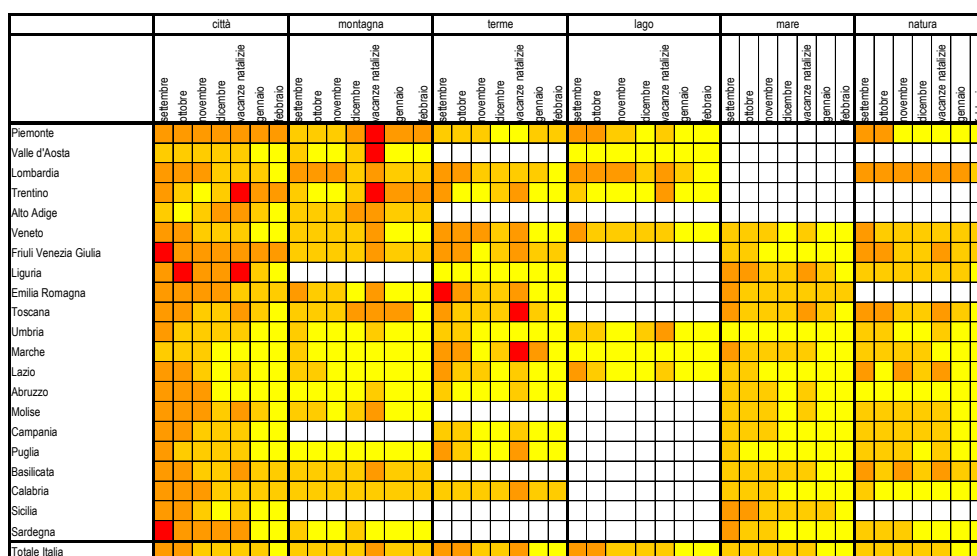 città montagna terme lago mare natura
settembre ottobre novembre dicembre vacanze natalizie gennaio febbraio settembre ottobre novembre dicembre vacanze natalizie gennaio febbraio settembre ottobre novembre dicembre vacanze natalizie gennaio febbraio settembre ottobre novembre dicembre vacanze natalizie gennaio febbraio settembre ottobre novembre dicembre vacanze natalizie gennaio febbraio settembre ottobre novembre dicembre vacanze natalizie gennaio
Piemonte
Valle d'Aosta
Lombardia
Trentino
Alto Adige
Veneto
Friuli Venezia Giulia
Liguria
Emilia Romagna
Toscana
Umbria
Marche
Lazio
Abruzzo
Molise
Campania
Puglia
Basilicata
Calabria
Sicilia
Sardegna
Totale Italia